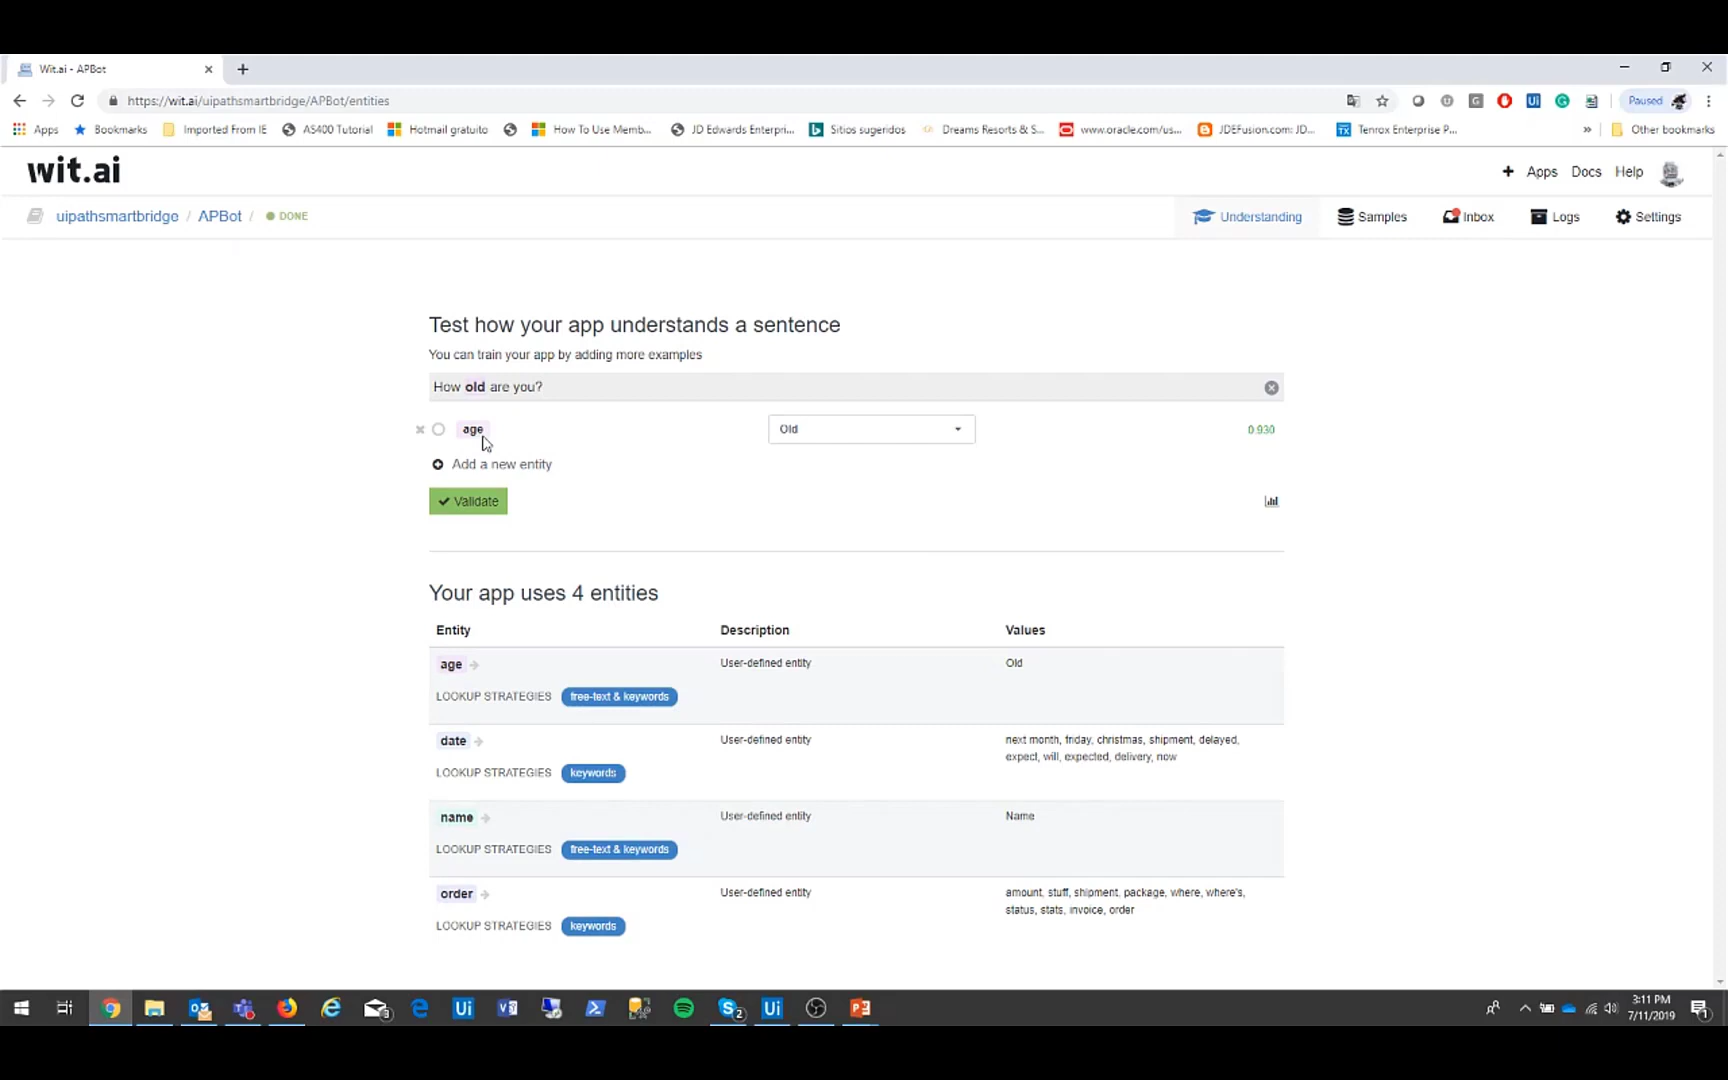 Wit.ai - APBot
https://wit.ai/uipathsmartbridge/APBot/entities
Paused
Apps Bookmarks Imported From IE AS400 Tutorial Hotmail gratuito How To Use Memb... JD Edwards Enterpri... Sitios sugeridos Dreams Resorts & S... www.oracle.com/us... JDEFusion.com: JD... Tenrox Enterprise P... » Other bookmarks
wit.ai
+ Apps Docs Help
uipathsmartbridge / APBot / DONE
Understanding Samples Inbox Logs Settings
Test how your app understands a sentence
You can train your app by adding more examples
How old are you?
age Old 0.930
Add a new entity
Validate
Your app uses 4 entities
Entity Description Values
age User-defined entity Old
LOOKUP STRATEGIES free-text & keywords
date User-defined entity next month, friday, christmas, shipment, delayed,
expect, will, expected, delivery, now
LOOKUP STRATEGIES keywords
name User-defined entity Name
LOOKUP STRATEGIES free-text & keywords
order User-defined entity amount, stuff, shipment, package, where, where's,
status, stats, invoice, order
LOOKUP STRATEGIES keywords
3:11 PM
7/11/2019